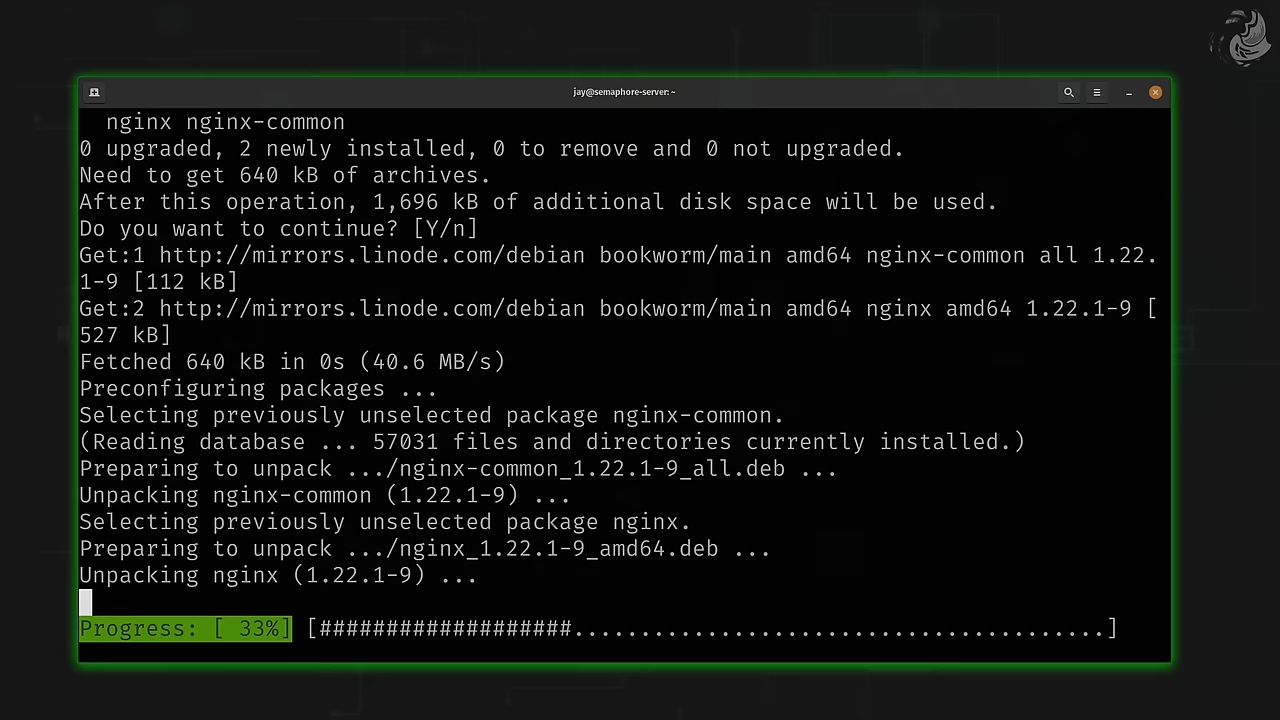 jay@semaphore-server: ~
nginx nginx-common
0 upgraded, 2 newly installed, 0 to remove and 0 not upgraded.
Need to get 640 kB of archives.
After this operation, 1,696 kB of additional disk space will be used.
Do you want to continue? [Y/n]
Get:1 http://mirrors.linode.com/debian bookworm/main amd64 nginx-common all 1.22.
1-9 [112 kB]
Get:2 http://mirrors.linode.com/debian bookworm/main amd64 nginx amd64 1.22.1-9 [
527 kB]
Fetched 640 kB in 0s (40.6 MB/s)
Preconfiguring packages ...
Selecting previously unselected package nginx-common.
(Reading database ... 57031 files and directories currently installed.)
Preparing to unpack .../nginx-common_1.22.1-9_all.deb ...
Unpacking nginx-common (1.22.1-9) ...
Selecting previously unselected package nginx.
Preparing to unpack .../nginx_1.22.1-9_amd64.deb ...
Unpacking nginx (1.22.1-9) ...
Progress: [ 33%] [###################........................................]